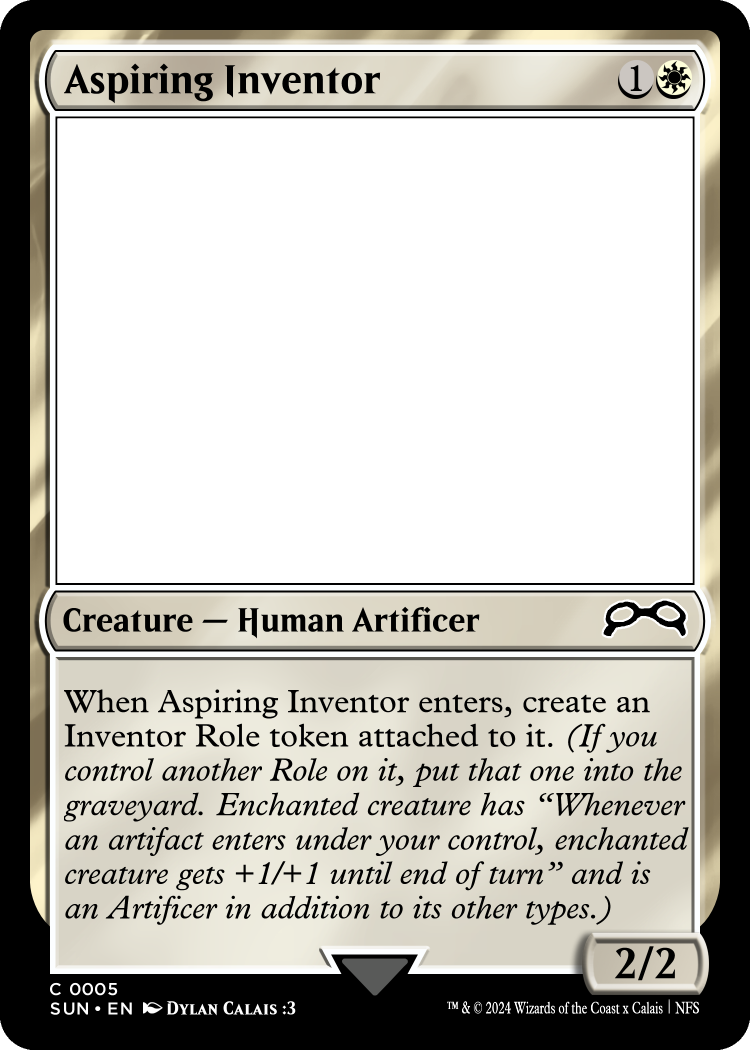 Aspiring Inventor 1
Creature — Human Artificer
When Aspiring Inventor enters, create an
Inventor Role token attached to it. (If you
control another Role on it, put that one into the
graveyard. Enchanted creature has “Whenever
an artifact enters under your control, enchanted
creature gets +1/+1 until end of turn” and is
an Artificer in addition to its other types.)
2/2
C 0005
SUN • EN Dylan Calais :3
™ & © 2024 Wizards of the Coast x Calais | NFS